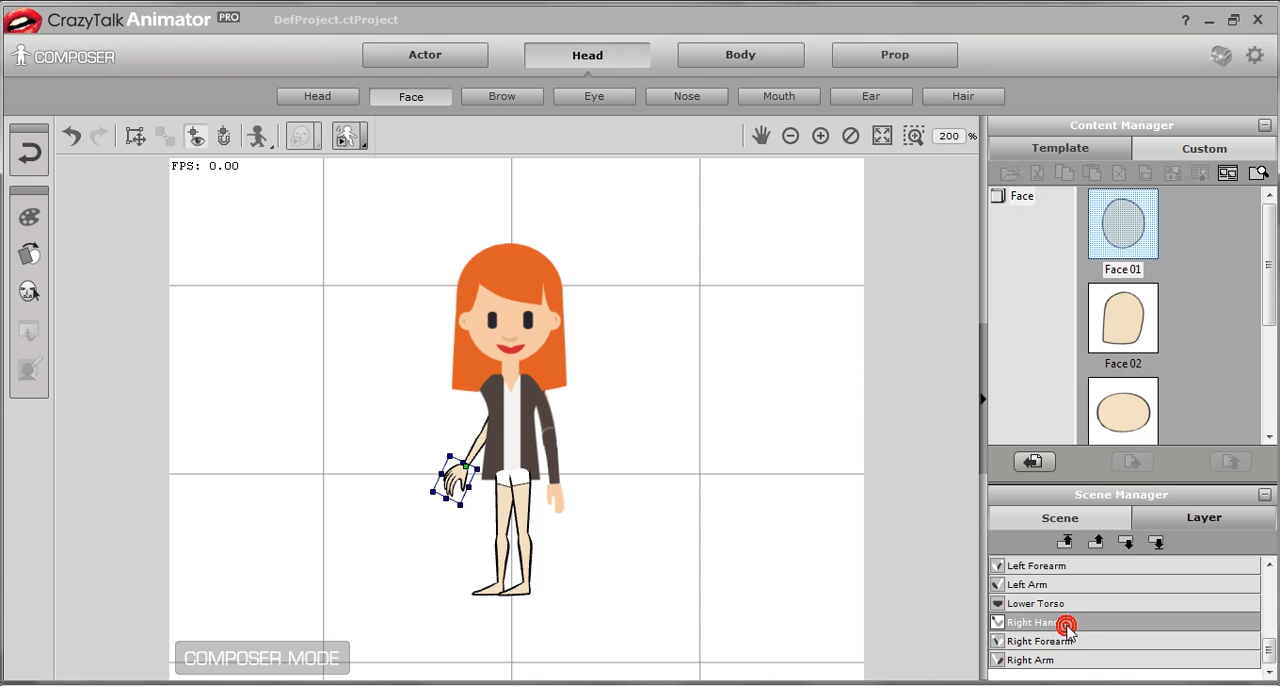 CrazyTalk Animator PRO
DefProject.ctProject
?
COMPOSER
Actor
Head
Body
Prop
Head
Face
Brow
Eye
Nose
Mouth
Ear
Hair
200 %
FPS: 0.00
COMPOSER MODE
Content Manager
Template
Custom
Face
Face 01
Face 02
Scene Manager
Scene
Layer
Left Forearm
Left Arm
Lower Torso
Right Forearm
Right Arm